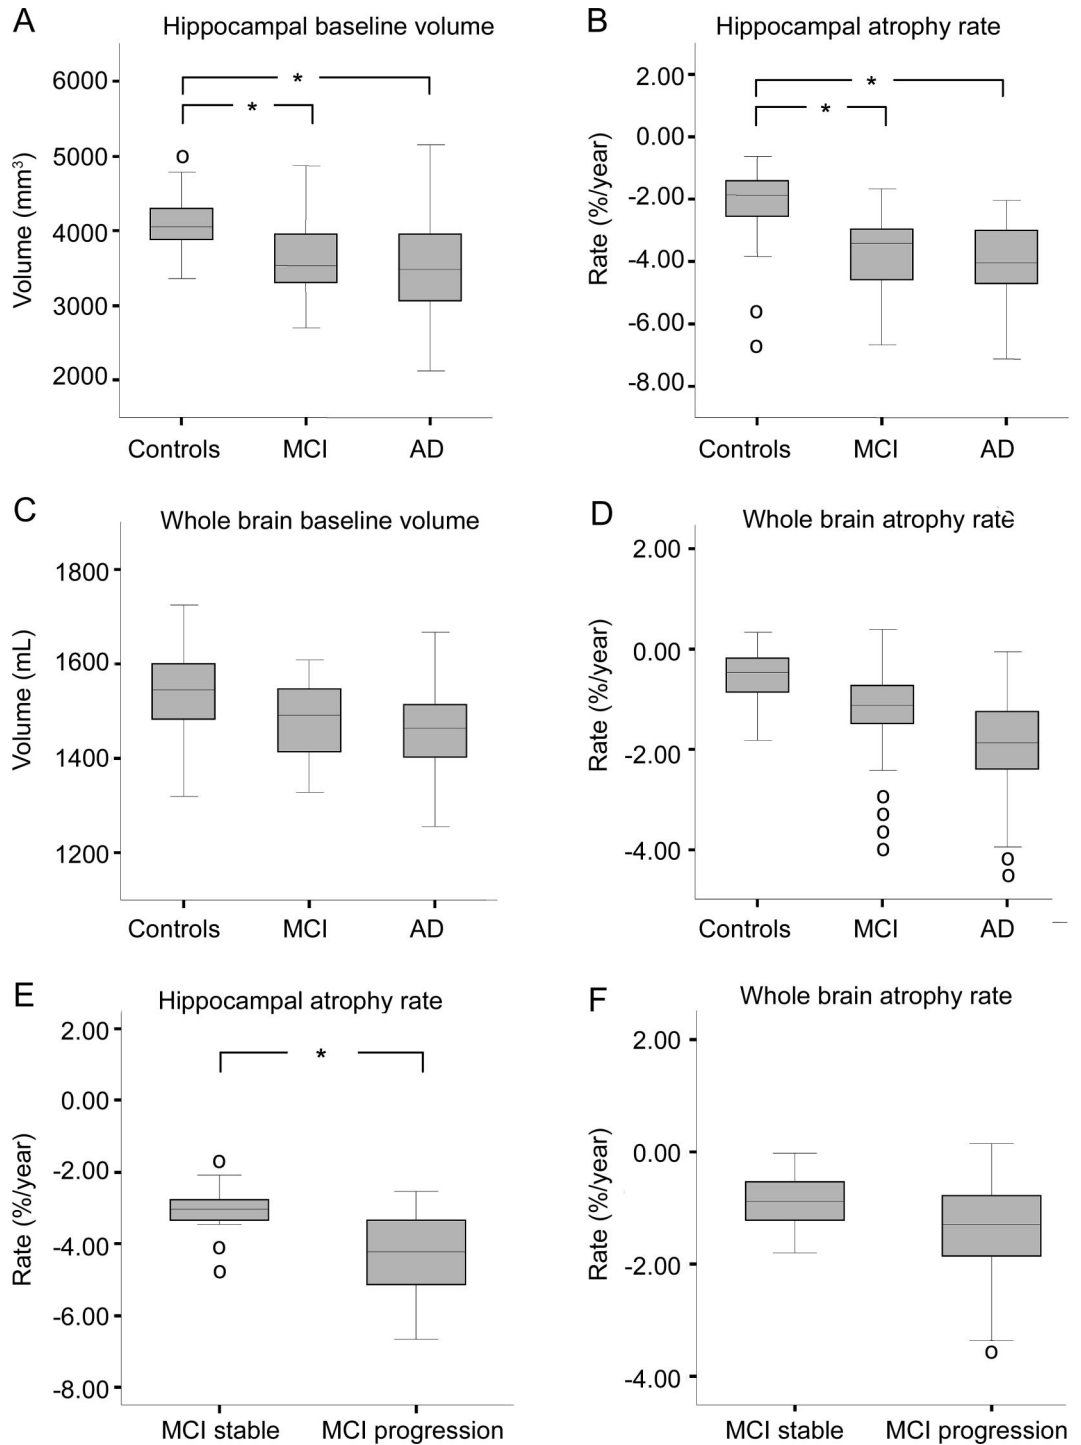 A
Hippocampal baseline volume
6000
5000
4000
3000
2000
Volume (mm³)
*
*
o
Controls
MCI
AD
B
Hippocampal atrophy rate
2.00
0.00
-2.00
-4.00
-6.00
-8.00
Rate (%/year)
*
*
o
o
Controls
MCI
AD
C
Whole brain baseline volume
1800
1600
1400
1200
Volume (mL)
Controls
MCI
AD
D
Whole brain atrophy rate
2.00
0.00
-2.00
-4.00
Rate (%/year)
o
o
o
o
o
o
Controls
MCI
AD
E
Hippocampal atrophy rate
2.00
0.00
-2.00
-4.00
-6.00
-8.00
Rate (%/year)
*
o
o
o
MCI stable
MCI progression
F
Whole brain atrophy rate
2.00
0.00
-2.00
-4.00
Rate (%/year)
o
MCI stable
MCI progression